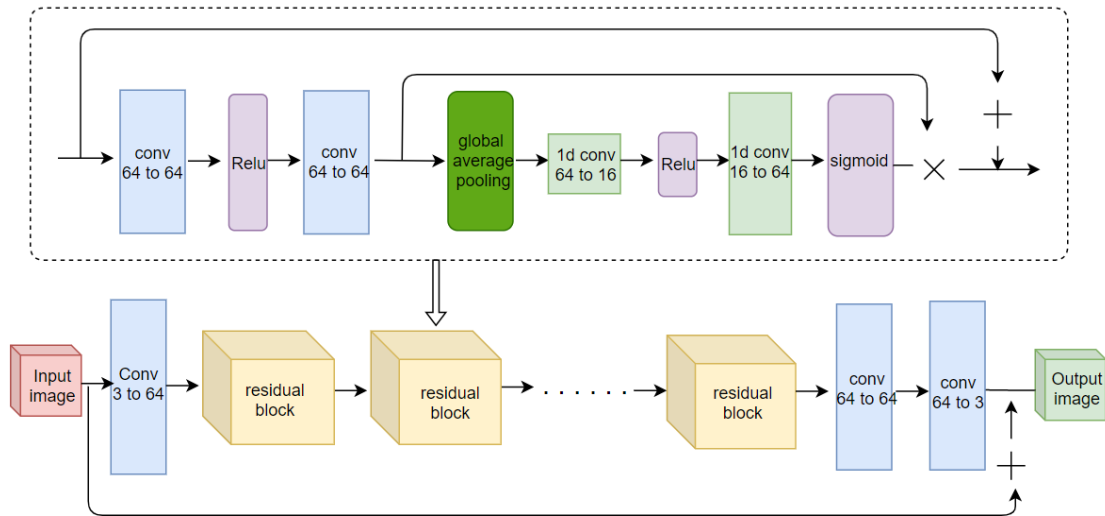 conv
64 to 64
Relu
conv
64 to 64
global
average
pooling
1d conv
64 to 16
Relu
1d conv
16 to 64
sigmoid
Input
image
Conv
3 to 64
residual
block
residual
block
. . . . . .
residual
block
conv
64 to 64
conv
64 to 3
Output
image